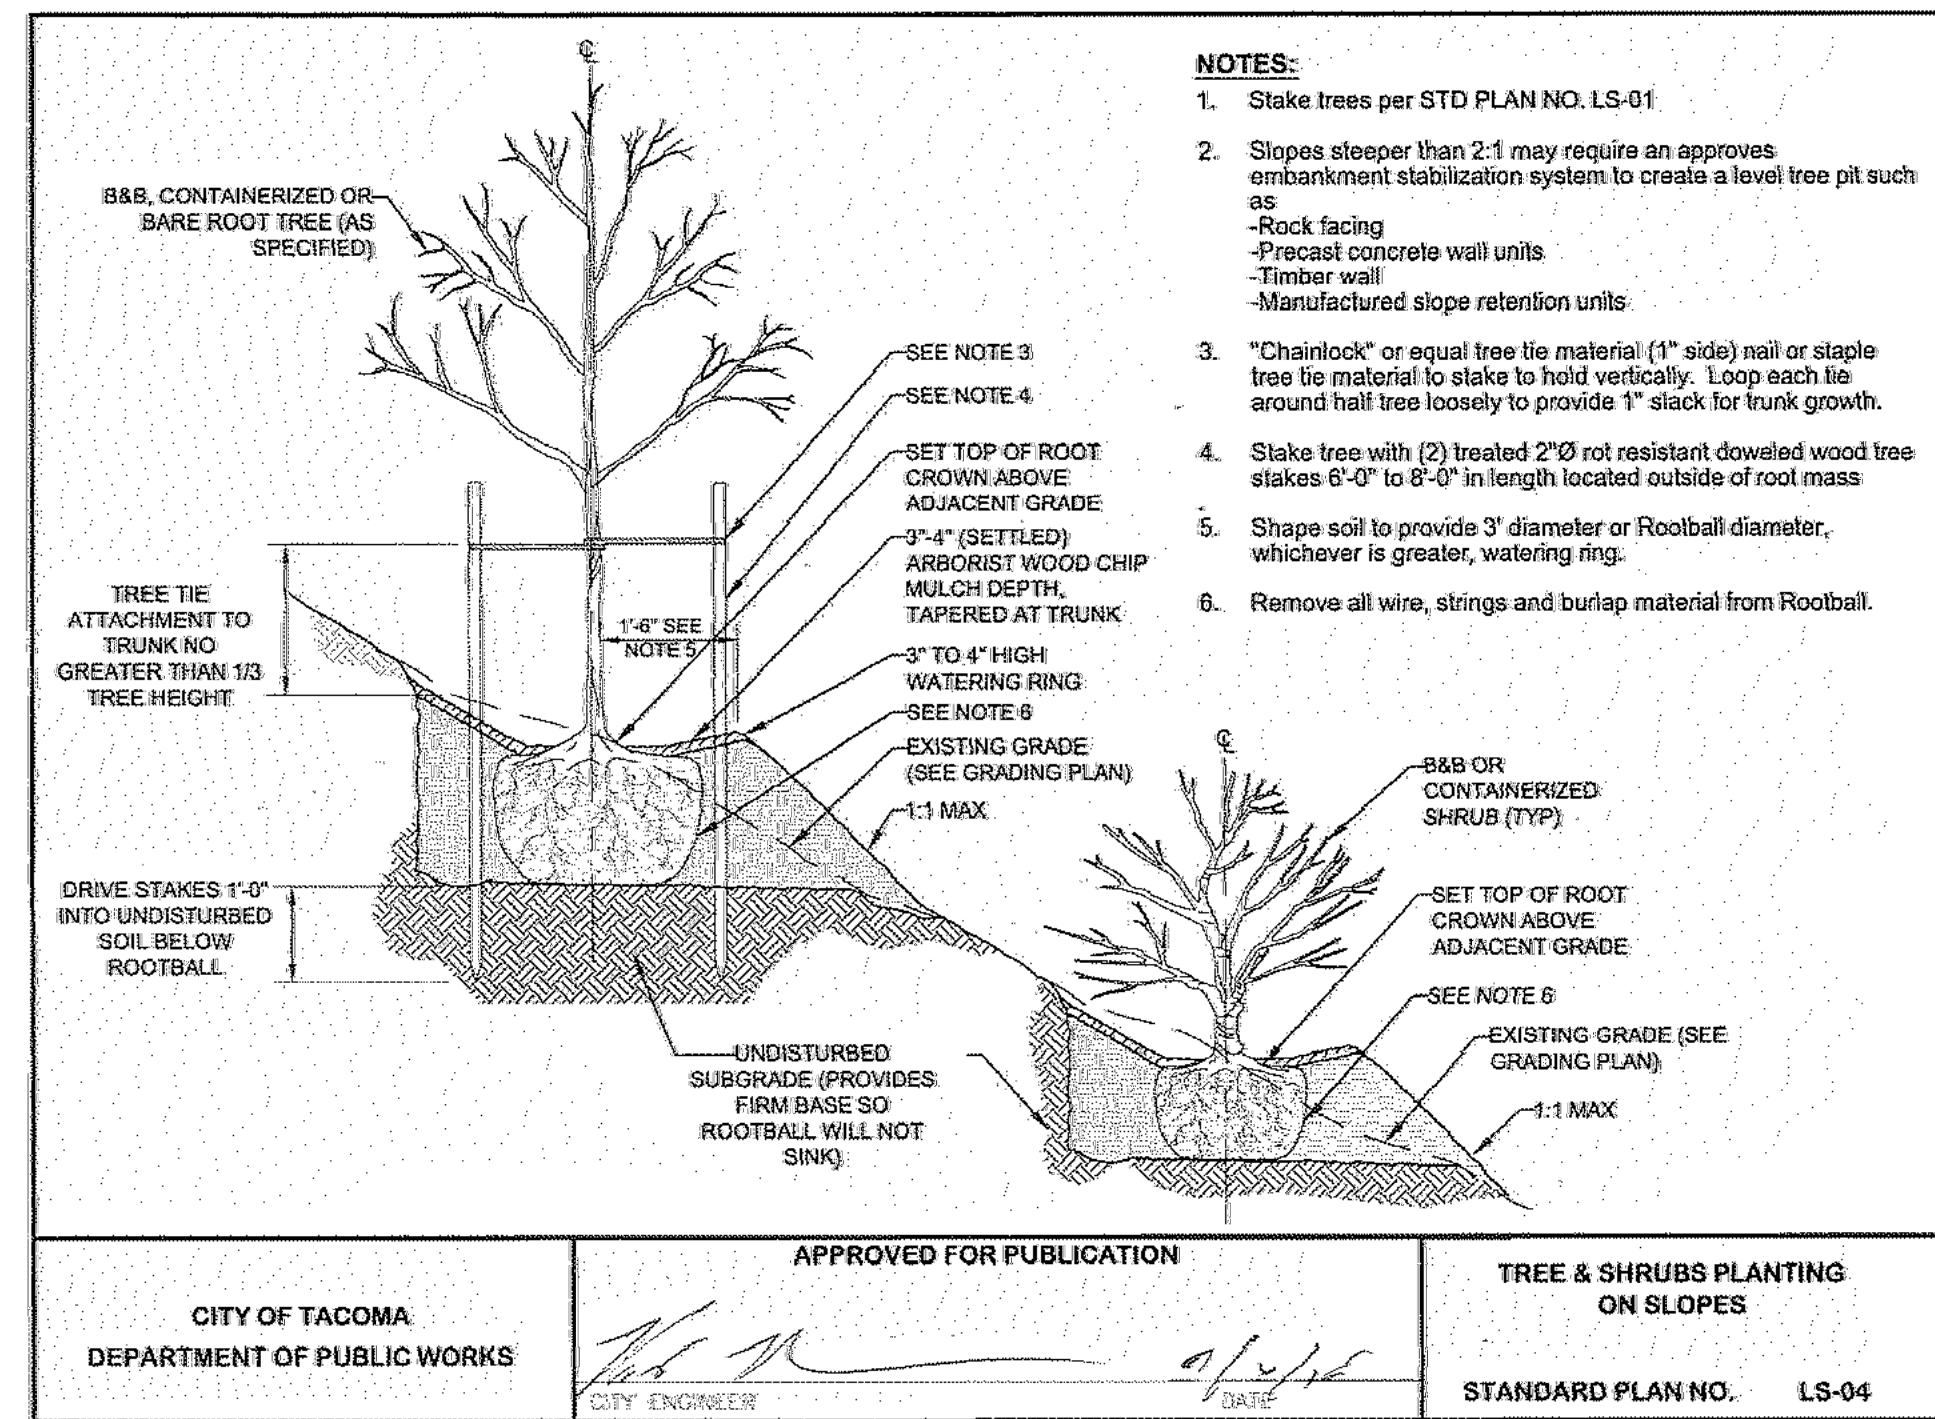 ℄
B&B, CONTAINERIZED OR
BARE ROOT TREE (AS
SPECIFIED)
TREE TIE
ATTACHMENT TO
TRUNK NO
GREATER THAN 1/3
TREE HEIGHT
DRIVE STAKES 1'-0"
INTO UNDISTURBED
SOIL BELOW
ROOTBALL
SEE NOTE 3
SEE NOTE 4
SET TOP OF ROOT
CROWN ABOVE
ADJACENT GRADE
3"-4" (SETTLED)
ARBORIST WOOD CHIP
MULCH DEPTH,
TAPERED AT TRUNK
1'-6" SEE
NOTE 5
3" TO 4" HIGH
WATERING RING
SEE NOTE 6
EXISTING GRADE
(SEE GRADING PLAN)
1:1 MAX
UNDISTURBED
SUBGRADE (PROVIDES
FIRM BASE SO
ROOTBALL WILL NOT
SINK)
NOTES:
1. Stake trees per STD PLAN NO. LS-01
2. Slopes steeper than 2:1 may require an approves
embankment stabilization system to create a level tree pit such
as
-Rock facing
-Precast concrete wall units
-Timber wall
-Manufactured slope retention units
3. "Chainlock" or equal tree tie material (1" side) nail or staple
tree tie material to stake to hold vertically. Loop each tie
around half tree loosely to provide 1" slack for trunk growth.
4. Stake tree with (2) treated 2"Ø rot resistant doweled wood tree
stakes 6'-0" to 8'-0" in length located outside of root mass
5. Shape soil to provide 3' diameter or Rootball diameter,
whichever is greater, watering ring.
6. Remove all wire, strings and burlap material from Rootball.
℄
B&B OR
CONTAINERIZED
SHRUB (TYP)
SET TOP OF ROOT
CROWN ABOVE
ADJACENT GRADE
SEE NOTE 6
EXISTING GRADE (SEE
GRADING PLAN)
1:1 MAX
CITY OF TACOMA
DEPARTMENT OF PUBLIC WORKS
APPROVED FOR PUBLICATION
CITY ENGINEER
DATE
TREE & SHRUBS PLANTING
ON SLOPES
STANDARD PLAN NO. LS-04